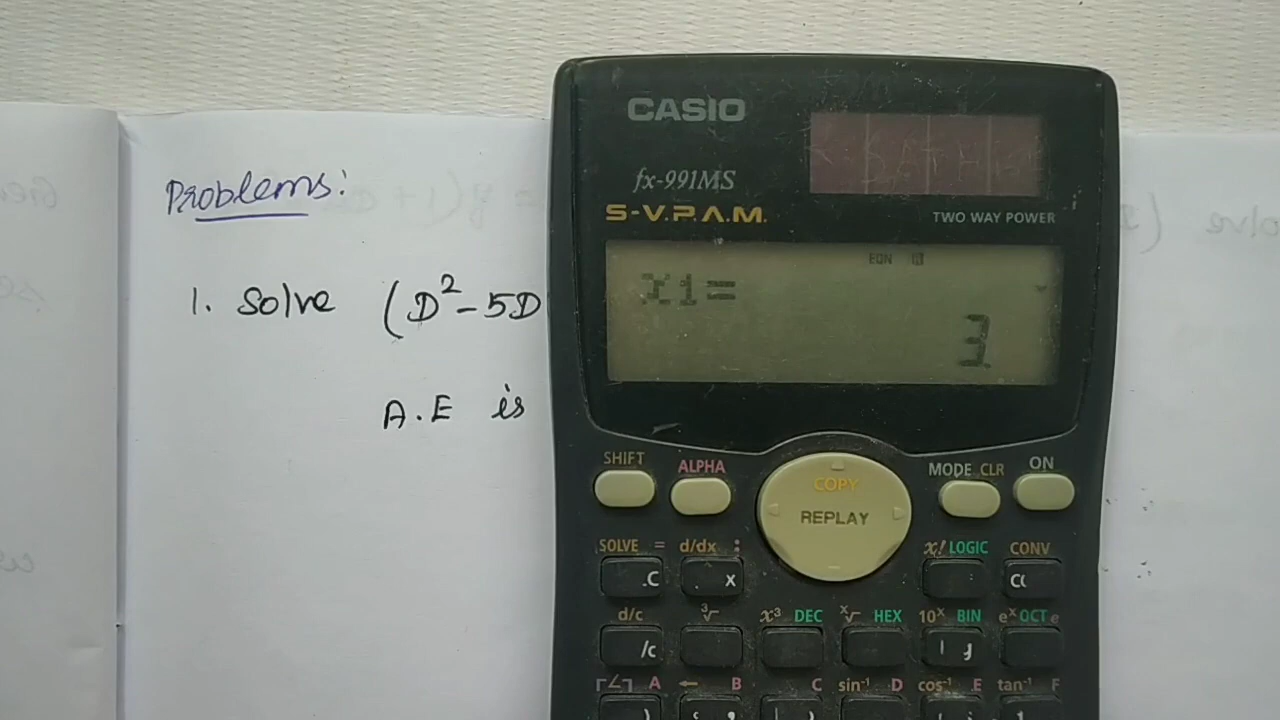 Problems:
1. Solve (D²-5D
A.E is
CASIO
fx-991MS
S-V.P.A.M.
TWO WAY POWER
EQN
x1=
3.
SHIFT ALPHA COPY REPLAY MODE CLR ON
SOLVE = d/dx : x! LOGIC CONV
d/c ³√ x³ DEC ˣ√ HEX 10ˣ BIN eˣ OCT e
A ← B C sin⁻¹ D cos⁻¹ E tan⁻¹ F